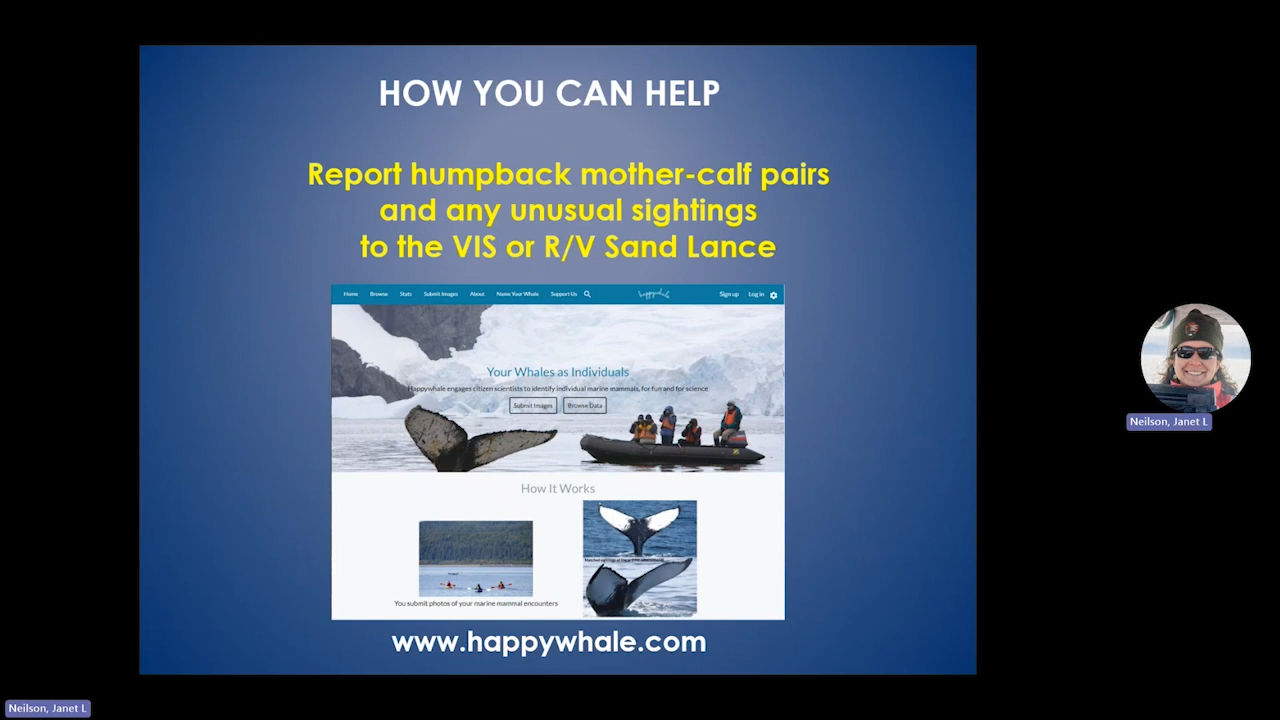 HOW YOU CAN HELP
Report humpback mother-calf pairs
and any unusual sightings
to the VIS or R/V Sand Lance
Home Browse Stats Submit Images About Name Your Whale Support Us happywhale Sign up Log in
Your Whales as Individuals
Happywhale engages citizen scientists to identify individual marine mammals, for fun and for science
Submit Images Browse Data
How It Works
You submit photos of your marine mammal encounters
www.happywhale.com
Neilson, Janet L
Neilson, Janet L